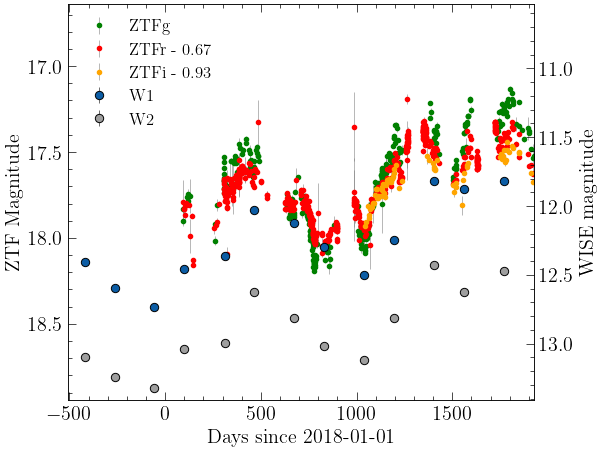 ZTFg
ZTFr - 0.67
ZTFi - 0.93
W1
W2
17.0
17.5
18.0
18.5
ZTF Magnitude
11.0
11.5
12.0
12.5
13.0
WISE magnitude
−500 0 500 1000 1500
Days since 2018-01-01